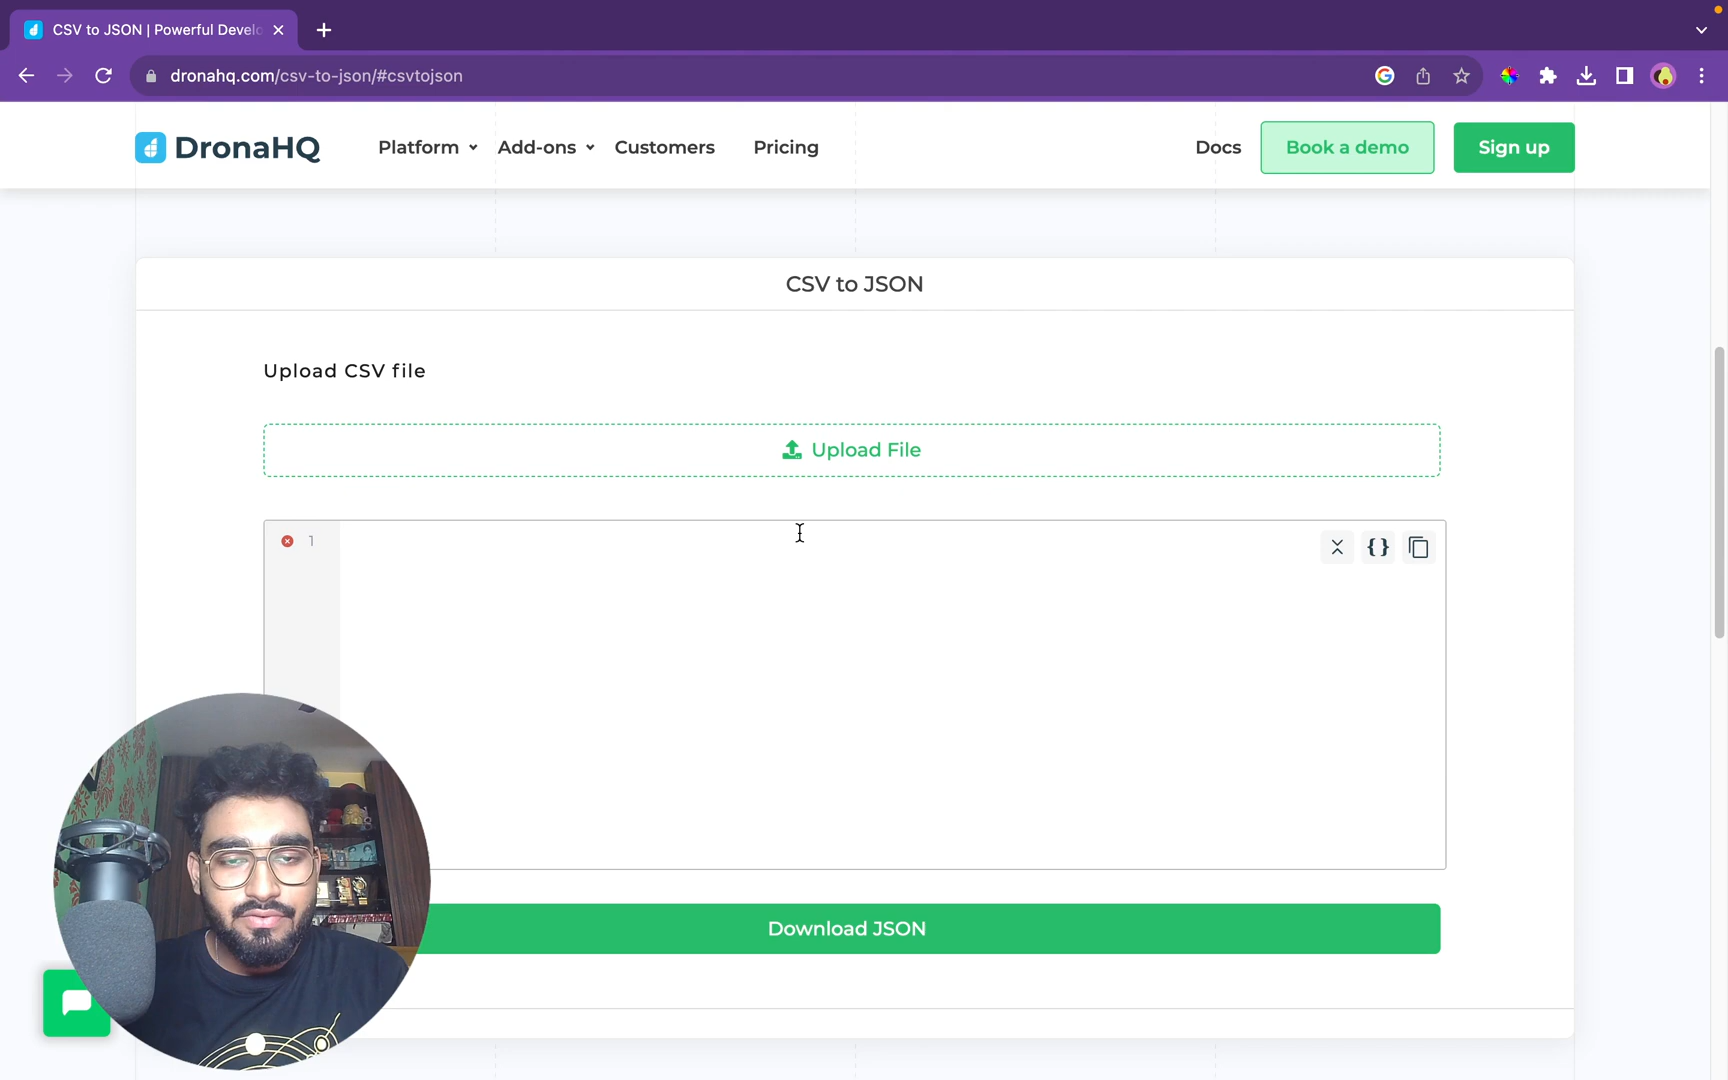 CSV to JSON | Powerful Develo
dronahq.com/csv-to-json/#csvtojson
DronaHQ
Platform
Add-ons
Customers
Pricing
Docs
Book a demo
Sign up
CSV to JSON
Upload CSV file
Upload File
1
{}
Download JSON